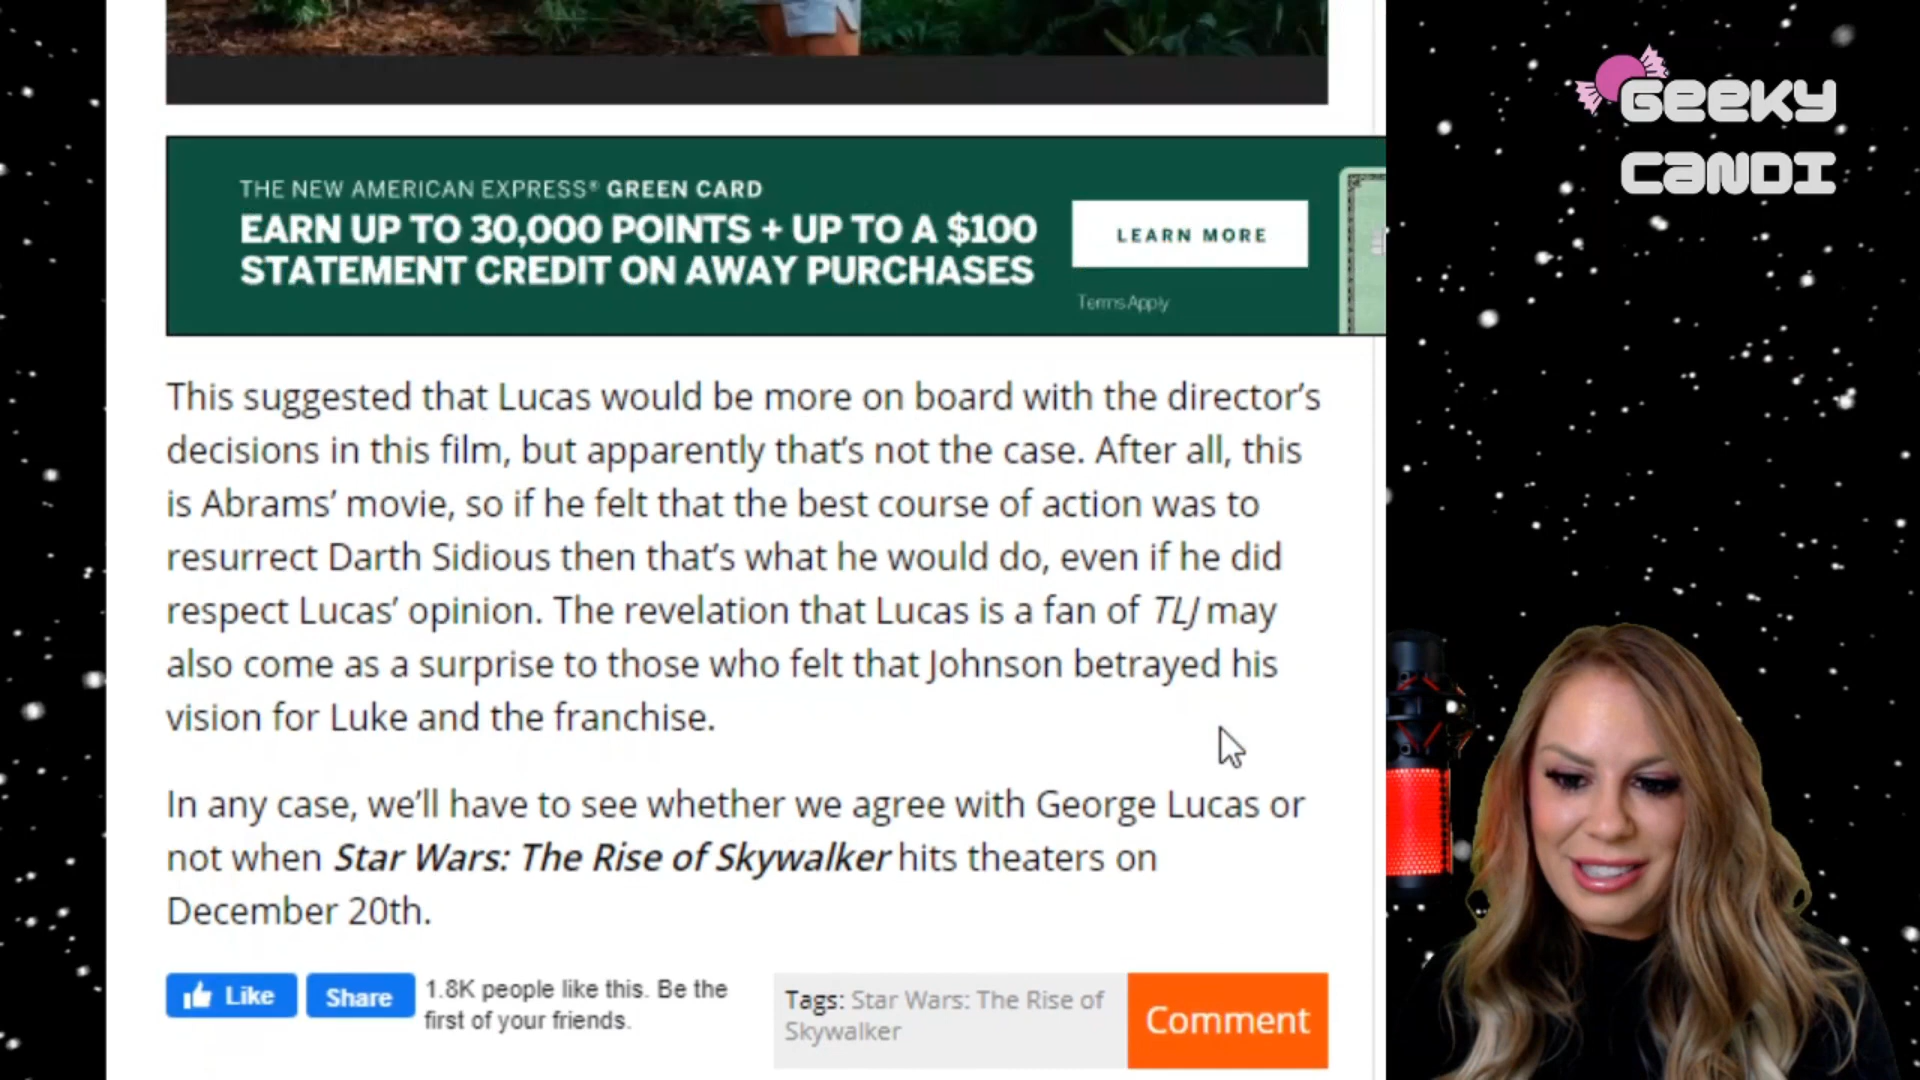 GEEKY
CANDI
THE NEW AMERICAN EXPRESS® GREEN CARD
EARN UP TO 30,000 POINTS + UP TO A $100
STATEMENT CREDIT ON AWAY PURCHASES
LEARN MORE
Terms Apply
This suggested that Lucas would be more on board with the director’s
decisions in this film, but apparently that’s not the case. After all, this
is Abrams’ movie, so if he felt that the best course of action was to
resurrect Darth Sidious then that’s what he would do, even if he did
respect Lucas’ opinion. The revelation that Lucas is a fan of TLJ may
also come as a surprise to those who felt that Johnson betrayed his
vision for Luke and the franchise.
In any case, we’ll have to see whether we agree with George Lucas or
not when Star Wars: The Rise of Skywalker hits theaters on
December 20th.
Like
Share
1.8K people like this. Be the
first of your friends.
Tags: Star Wars: The Rise of
Skywalker
Comment